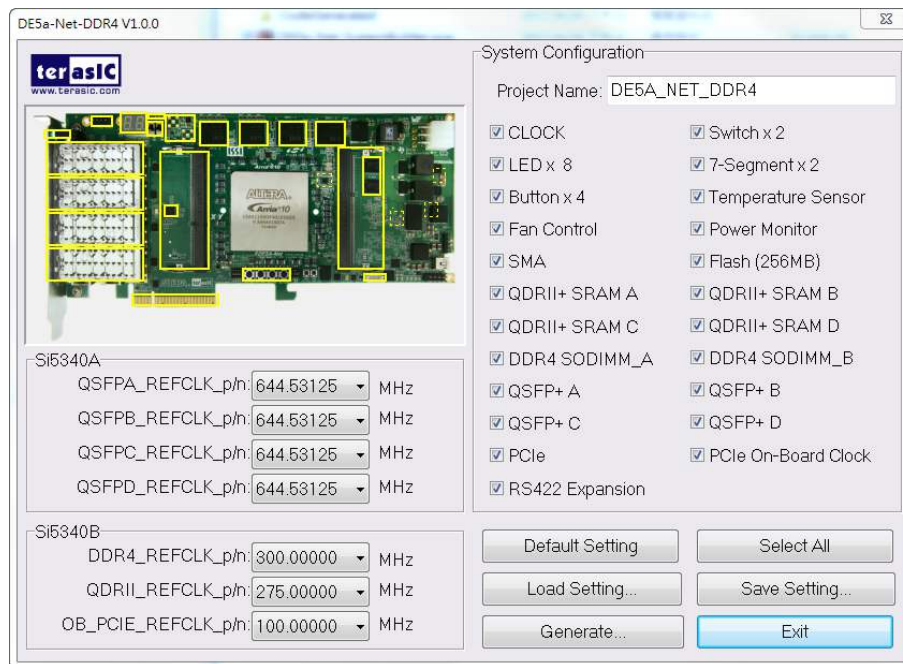 DE5a-Net-DDR4 V1.0.0
terasIC
www.terasic.com
ALTERA
Arria 10
System Configuration
Project Name: DE5A_NET_DDR4
CLOCK Switch x 2
LED x 8 7-Segment x 2
Button x 4 Temperature Sensor
Fan Control Power Monitor
SMA Flash (256MB)
QDRII+ SRAM A QDRII+ SRAM B
QDRII+ SRAM C QDRII+ SRAM D
DDR4 SODIMM_A DDR4 SODIMM_B
QSFP+ A QSFP+ B
QSFP+ C QSFP+ D
PCIe PCIe On-Board Clock
RS422 Expansion
Si5340A
QSFPA_REFCLK_p/n: 644.53125 MHz
QSFPB_REFCLK_p/n: 644.53125 MHz
QSFPC_REFCLK_p/n: 644.53125 MHz
QSFPD_REFCLK_p/n: 644.53125 MHz
Si5340B
DDR4_REFCLK_p/n: 300.00000 MHz
QDRII_REFCLK_p/n: 275.00000 MHz
OB_PCIE_REFCLK_p/n: 100.00000 MHz
Default Setting Select All
Load Setting... Save Setting...
Generate... Exit